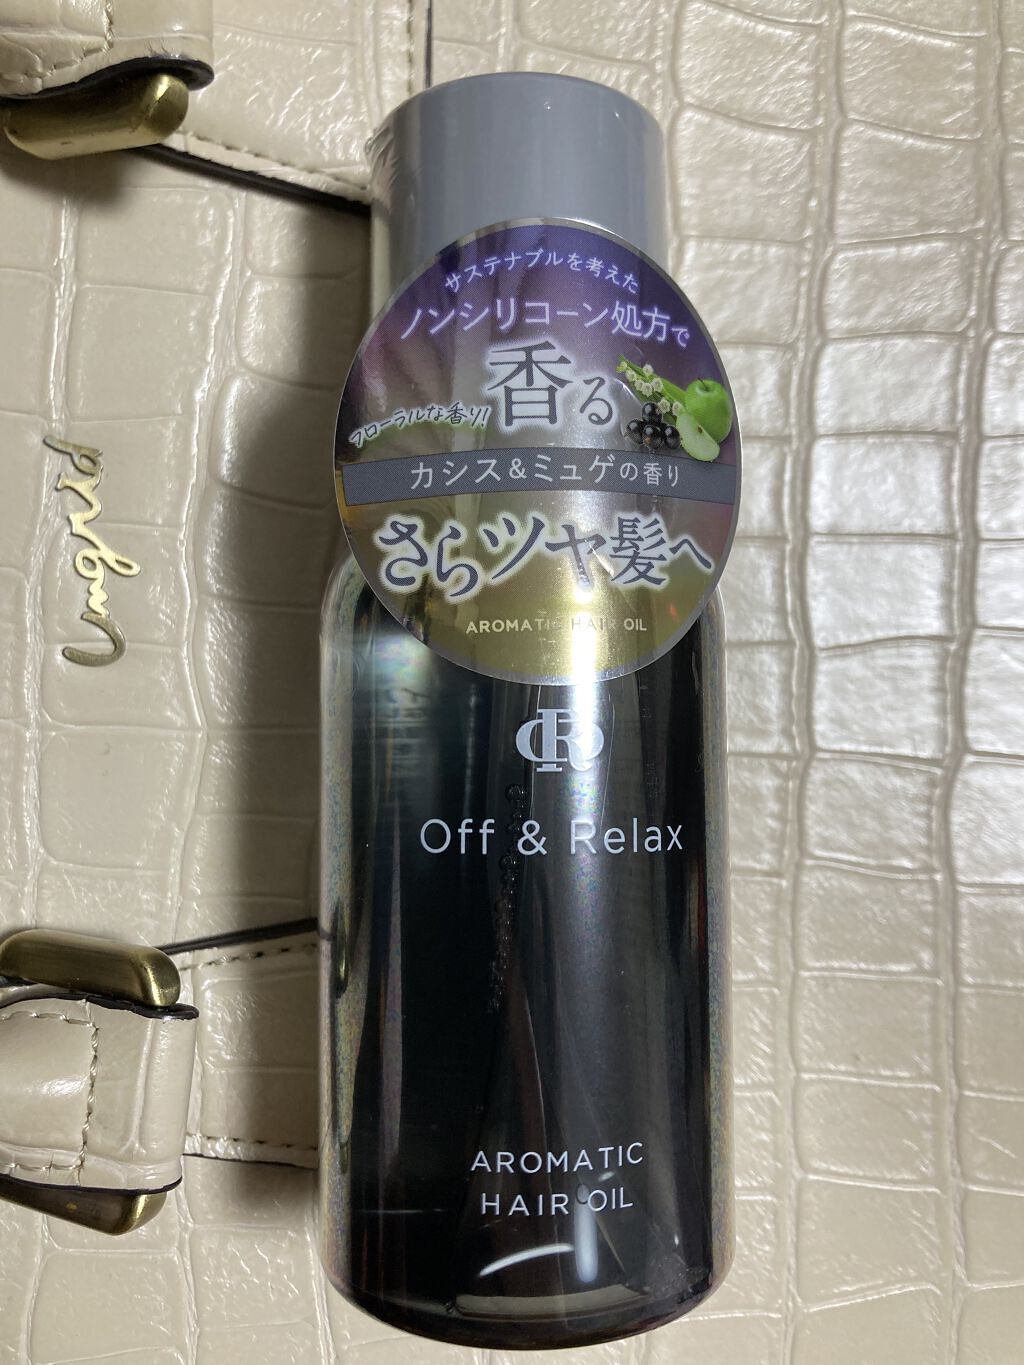 サステナブルを考えた
ノンシリコーン処方で
香る
フローラルな香り!
カシス&ミュゲの香り
さらツヤ髪へ
AROMATIC HAIR OIL
Off & Relax
AROMATIC
HAIR OIL